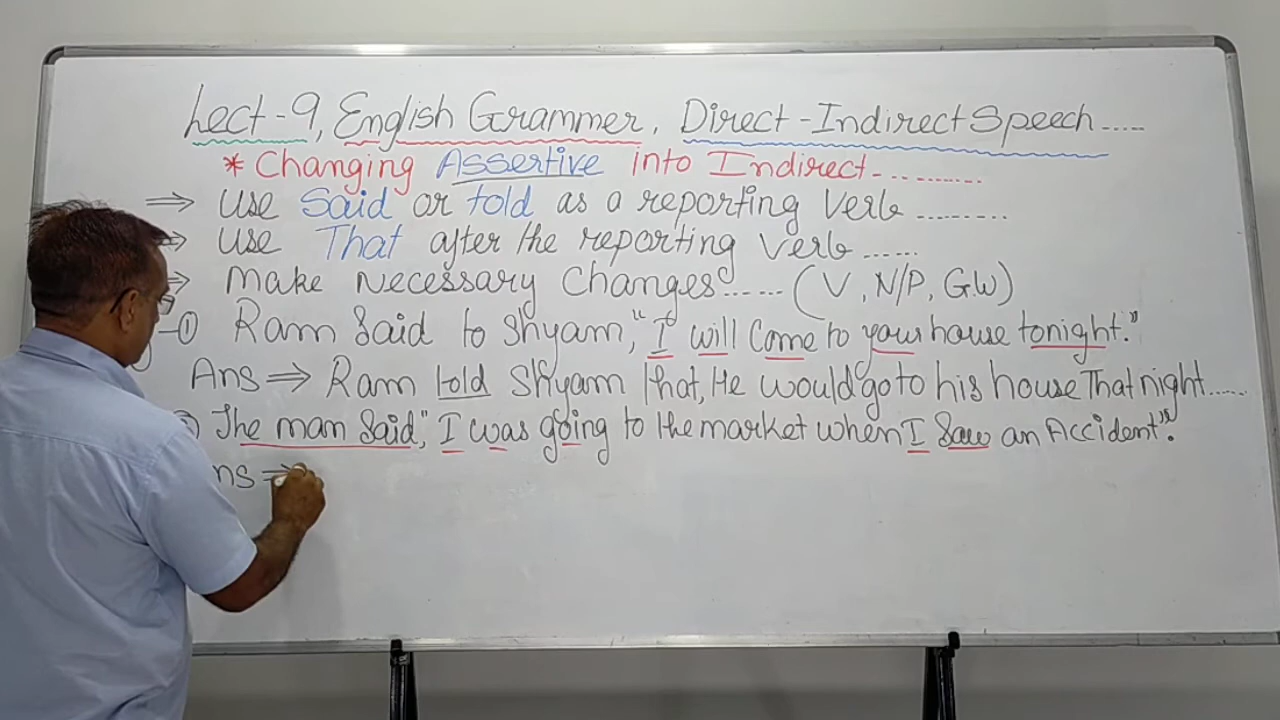 Lect-9, English Grammer, Direct-Indirect Speech.....
* Changing Assertive into Indirect...........
⇒ Use Said or told as a reporting Verb.........
⇒ Use That after the reporting Verb......
⇒ Make Necessary Changes......(V, N/P, G.W)
① Ram Said to Shyam, "I will Come to your house tonight."
Ans ⇒ Ram told Shyam That, He would go to his house That night......
The man Said, "I was going to the market when I Saw an Accident".
ns ⇒